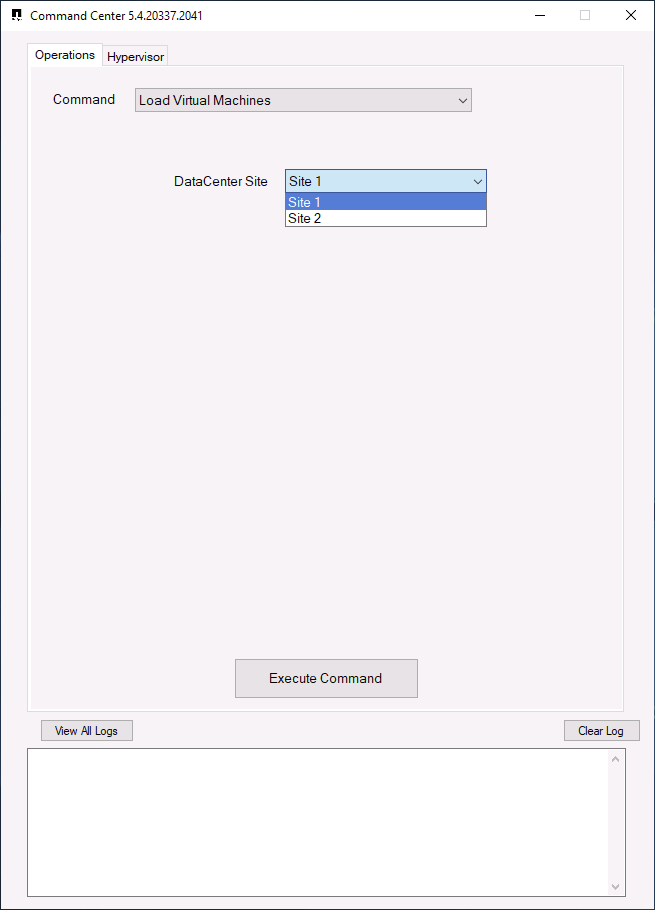 Command Center 5.4.20337.2041
Operations
Hypervisor
Command
Load Virtual Machines
DataCenter Site
Site 1
Site 1
Site 2
Execute Command
View All Logs
Clear Log